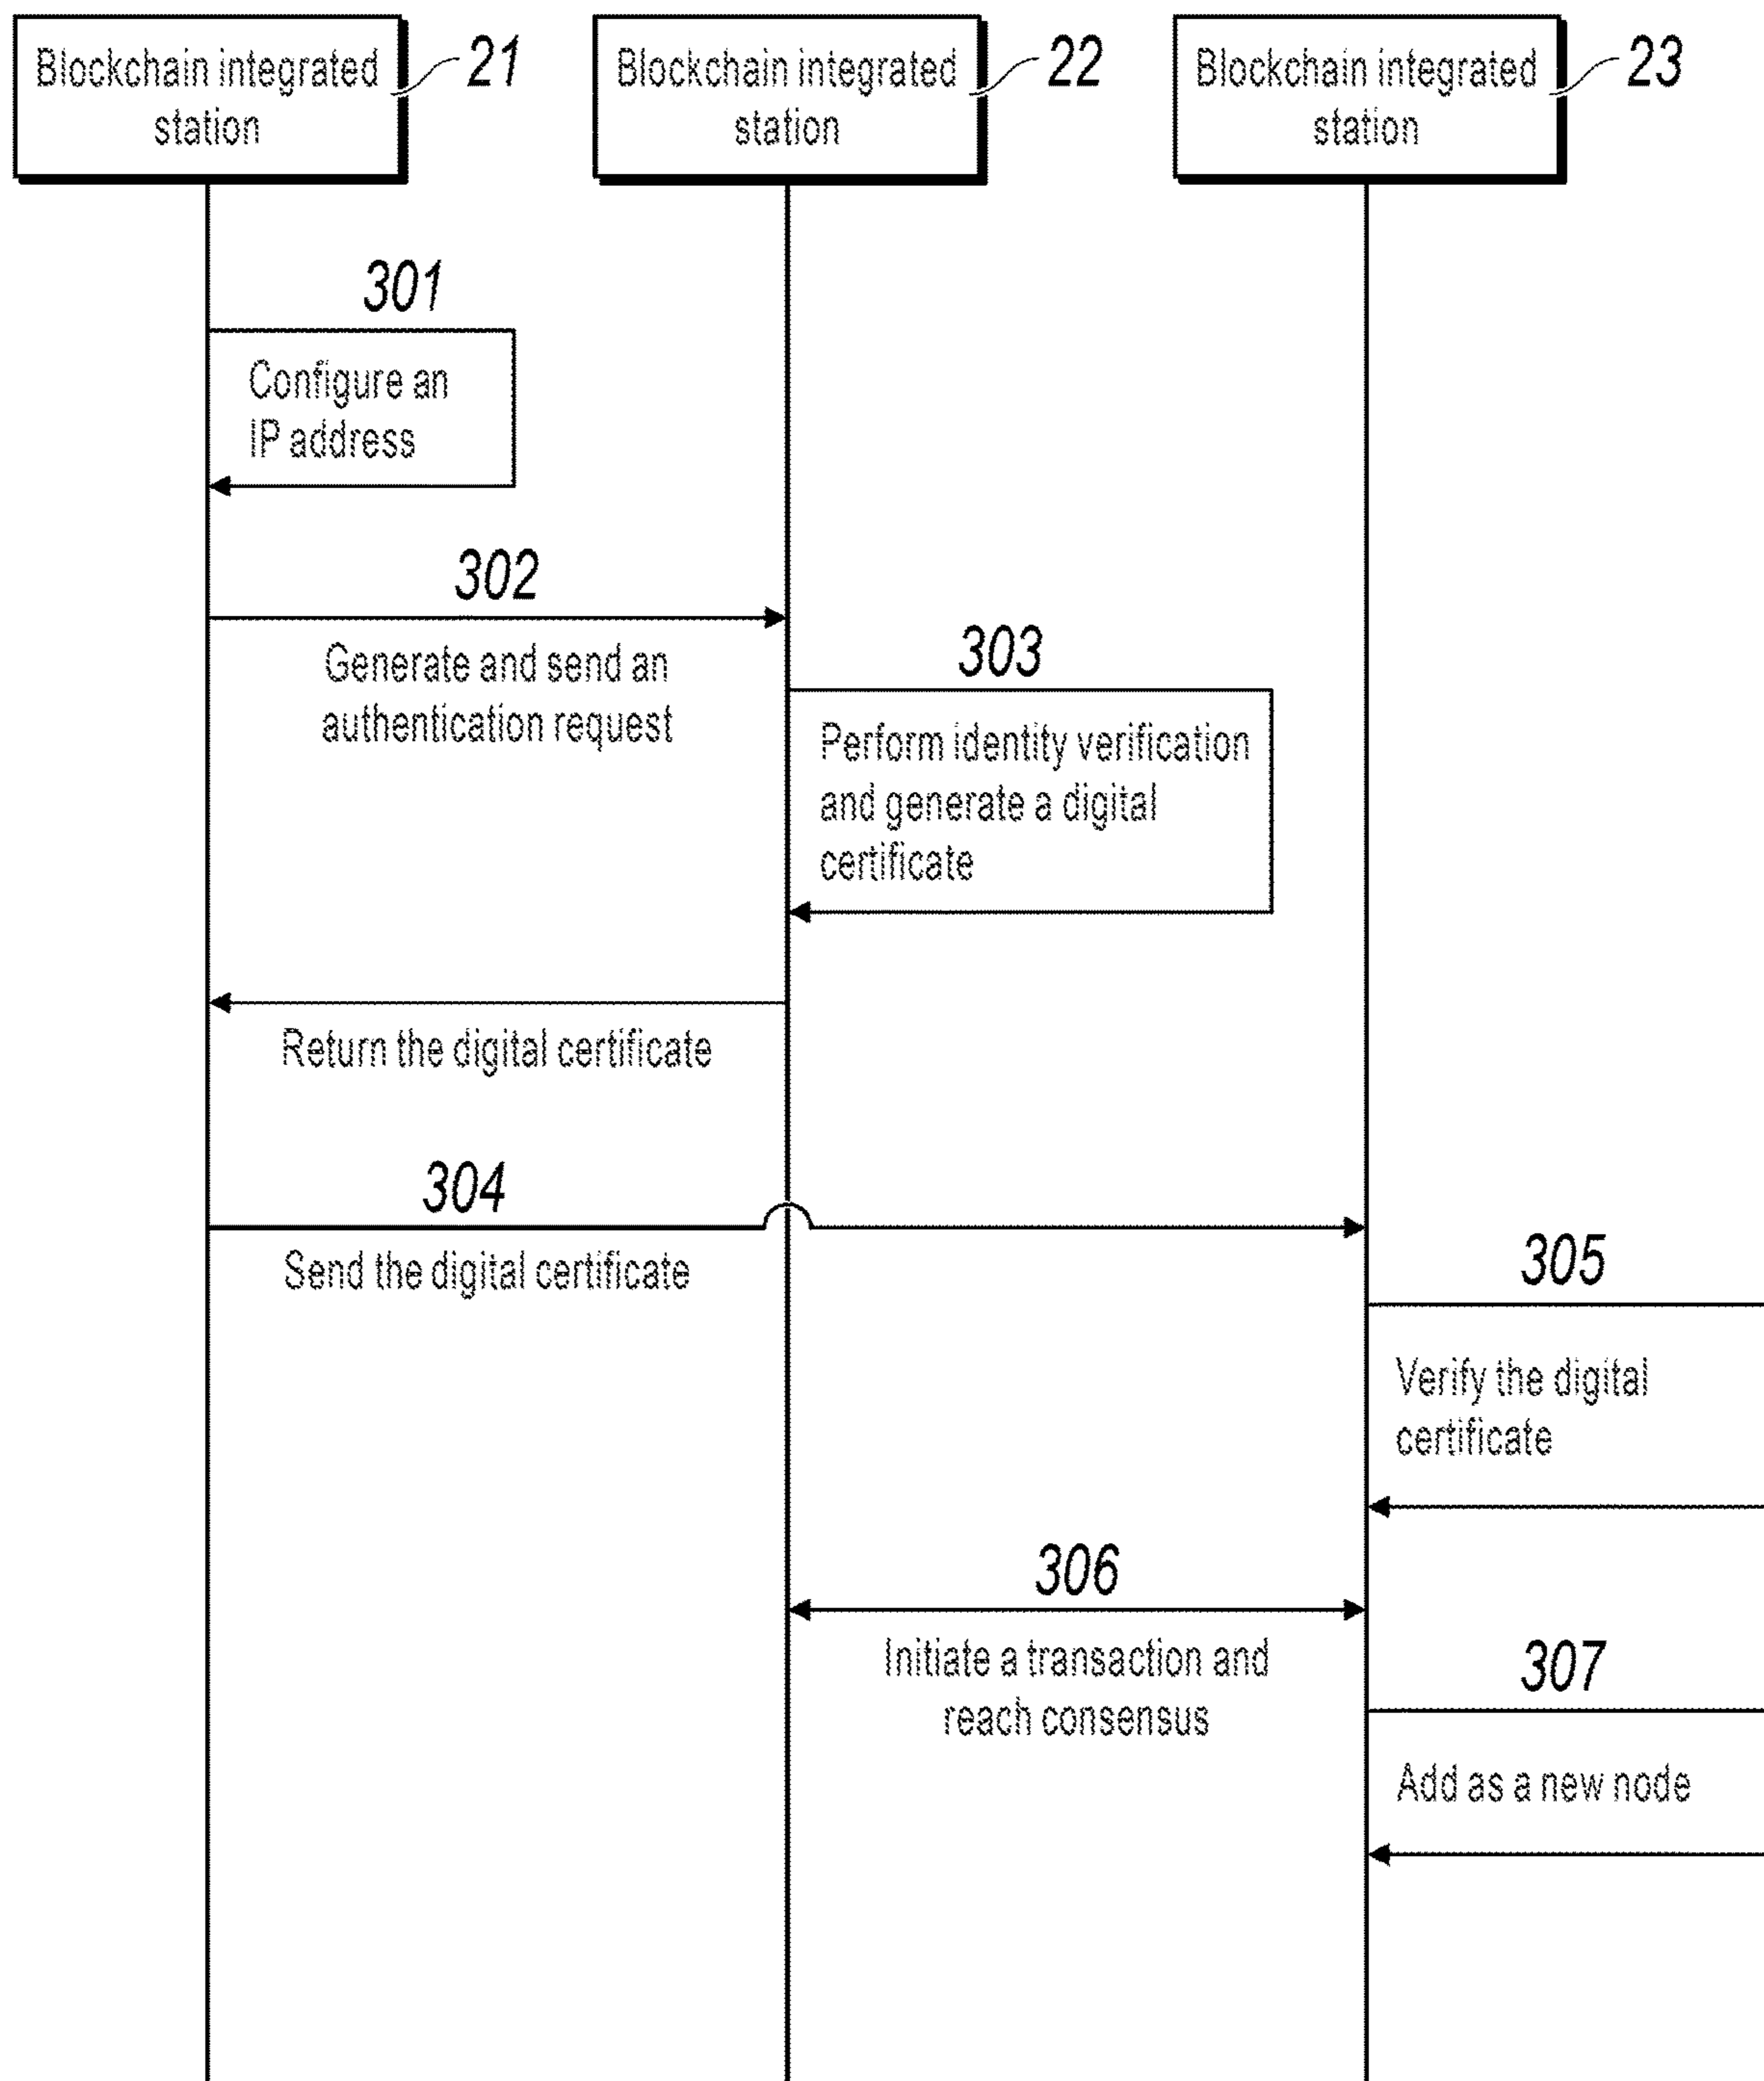 Blockchain integrated
station
21
Blockchain integrated
station
22
Blockchain integrated
station
23
301
Configure an
IP address
302
Generate and send an
authentication request
303
Perform identity verification
and generate a digital
certificate
Return the digital certificate
304
Send the digital certificate
305
Verify the digital
certificate
306
Initiate a transaction and
reach consensus
307
Add as a new node